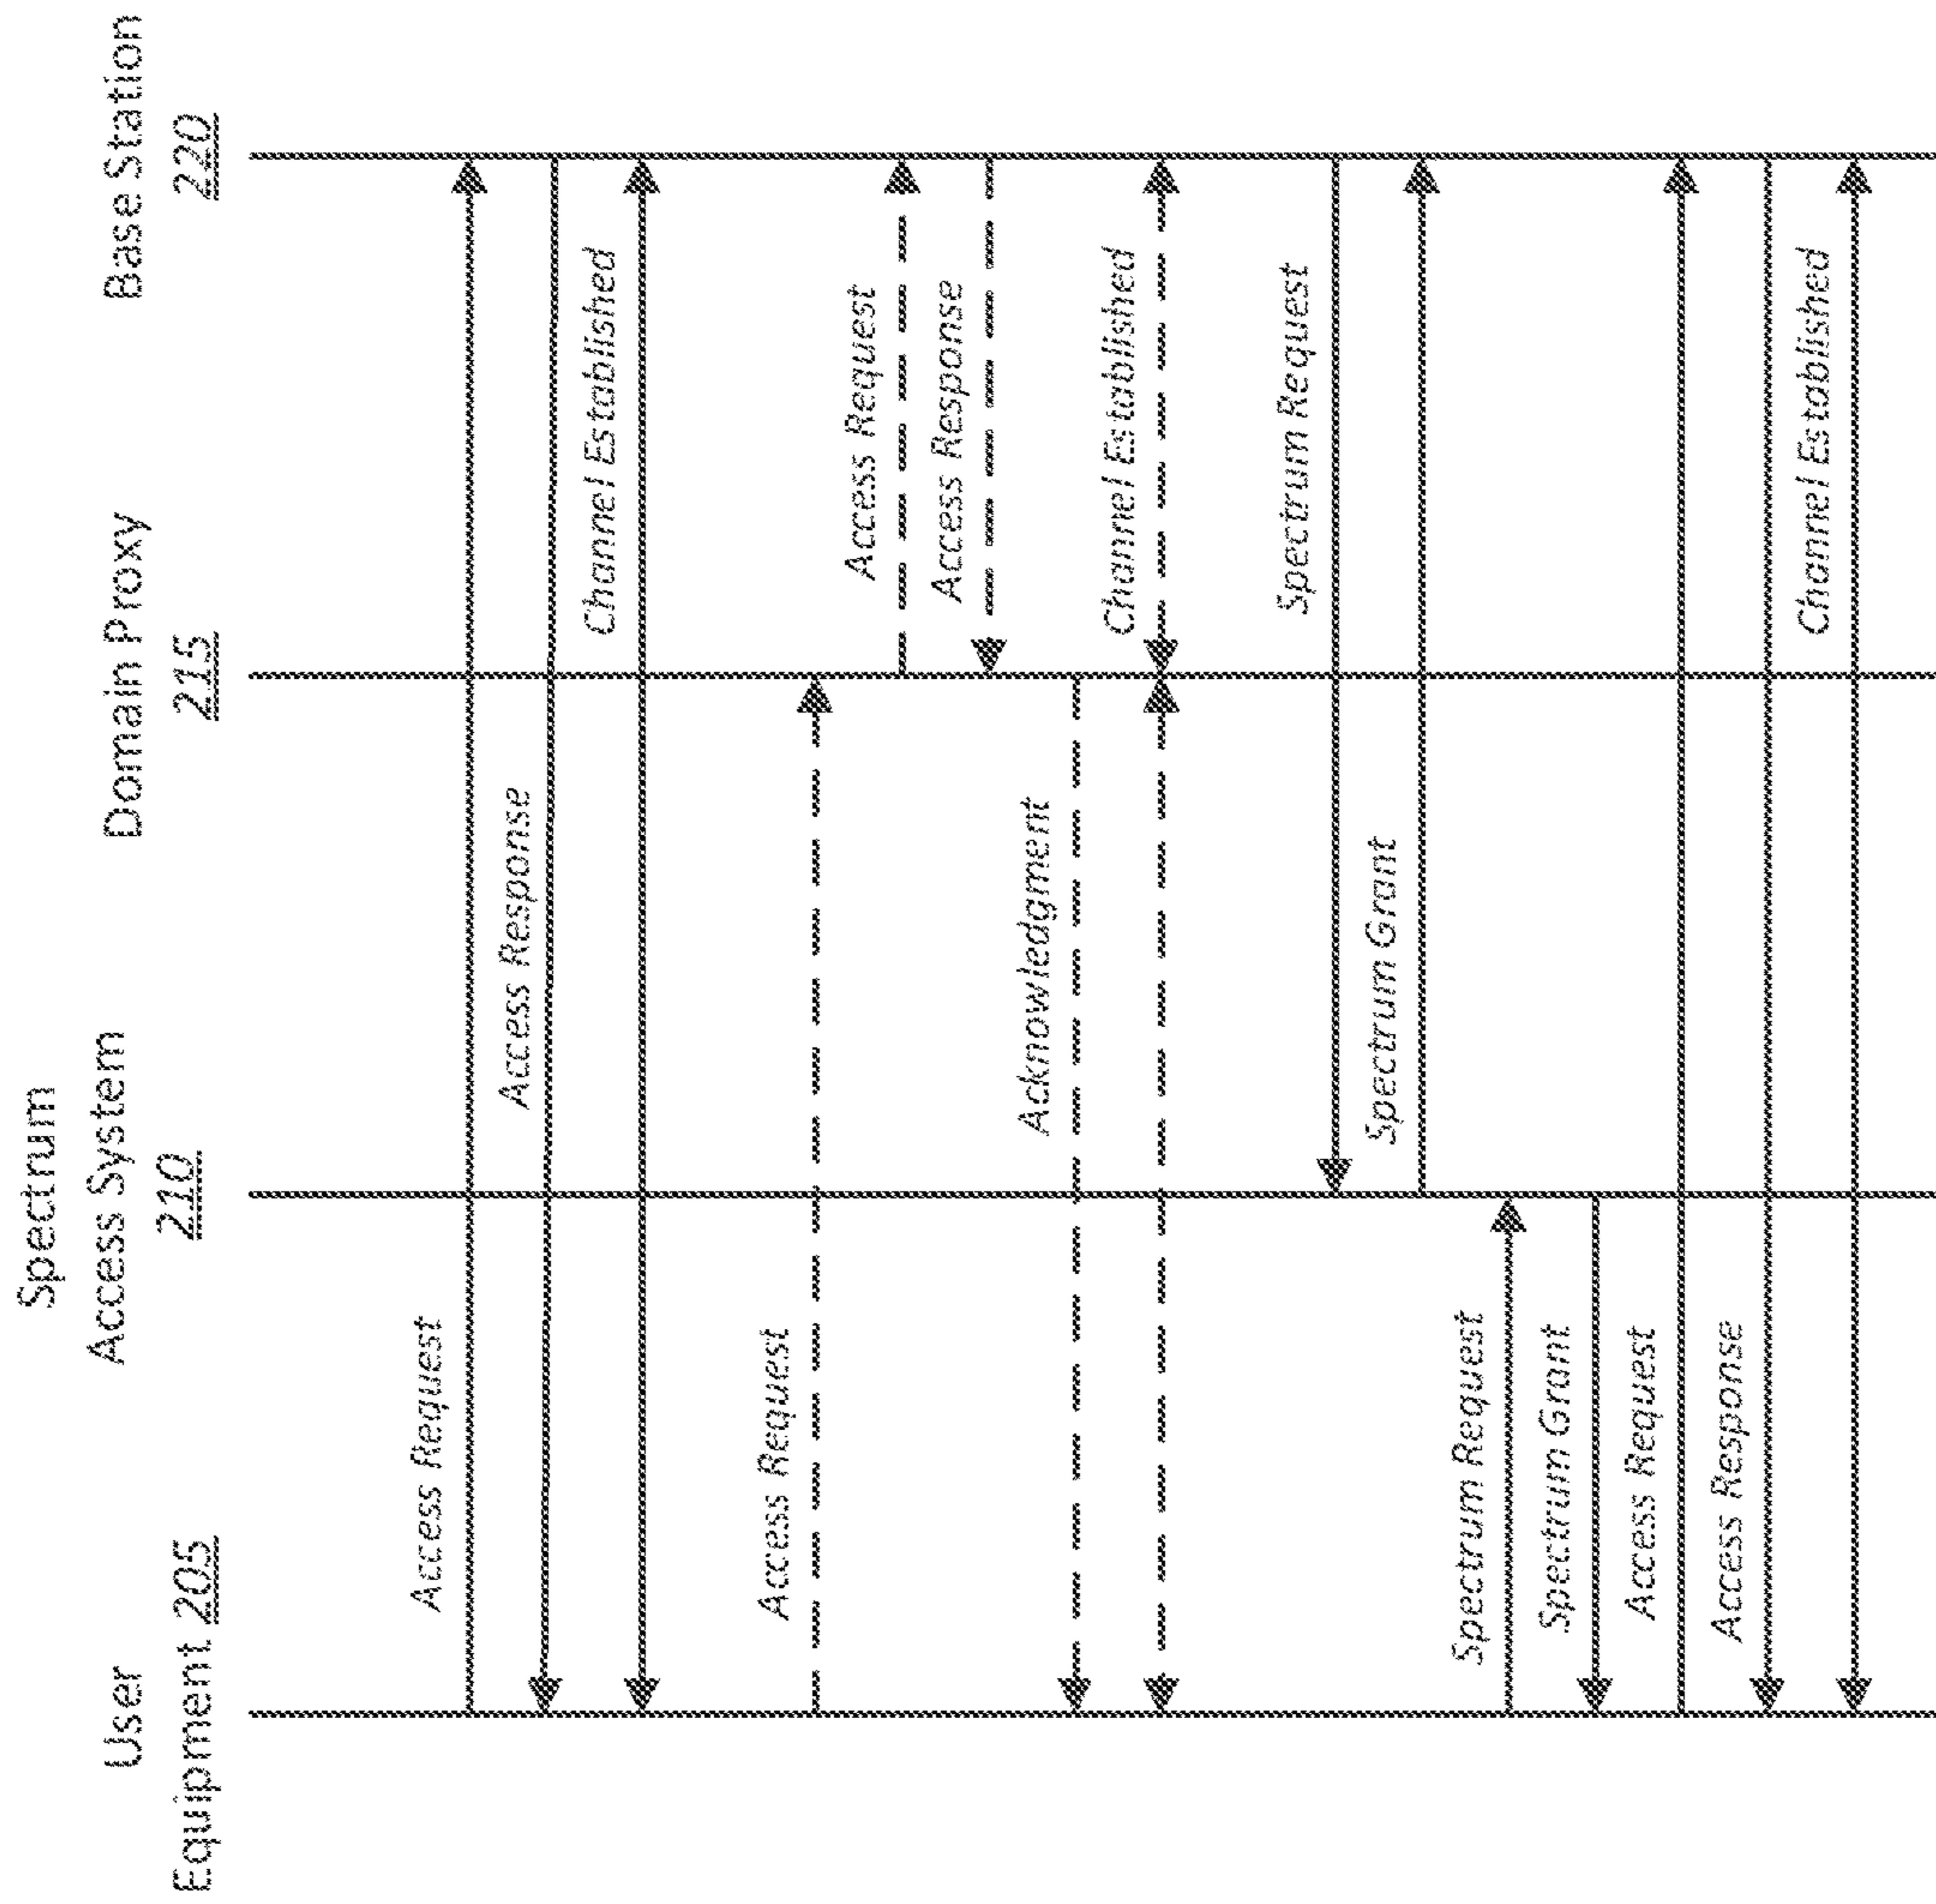 User
Equipment 205
Spectrum
Access System
210
Domain Proxy
215
Base Station
220
Access Request
Access Response
Channel Established
Access Request
Access Request
Access Response
Acknowledgment
Channel Established
Spectrum Request
Spectrum Grant
Spectrum Request
Spectrum Grant
Access Request
Access Response
Channel Established